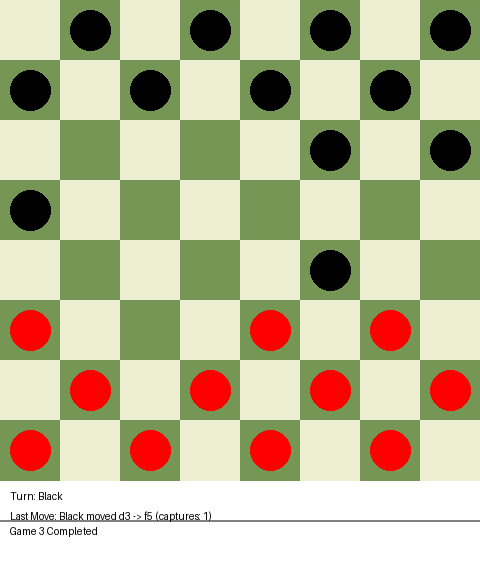 Turn: Black
Last Move: Black moved d3 -> f5 (captures: 1)
Game 3 Completed